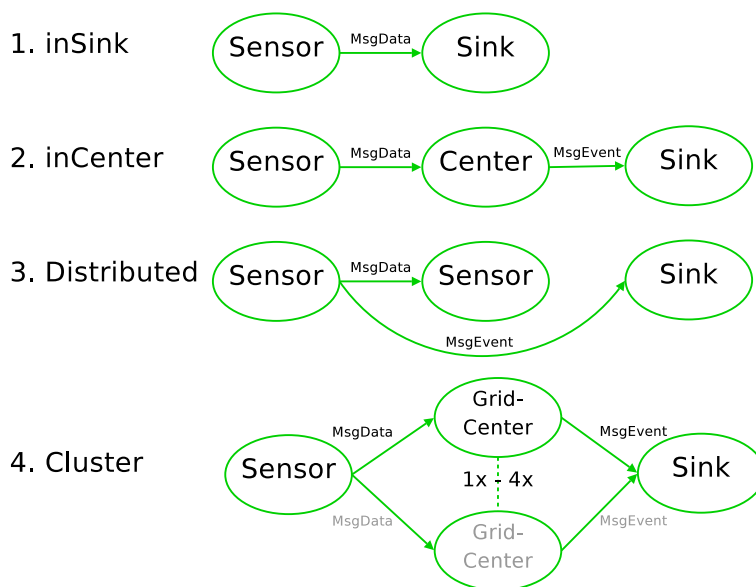 1. inSink
Sensor
MsgData
Sink
2. inCenter
Sensor
MsgData
Center
MsgEvent
Sink
3. Distributed
Sensor
MsgData
Sensor
Sink
MsgEvent
4. Cluster
Sensor
MsgData
Grid-
Center
MsgEvent
1x - 4x
Sink
MsgData
Grid-
Center
MsgEvent